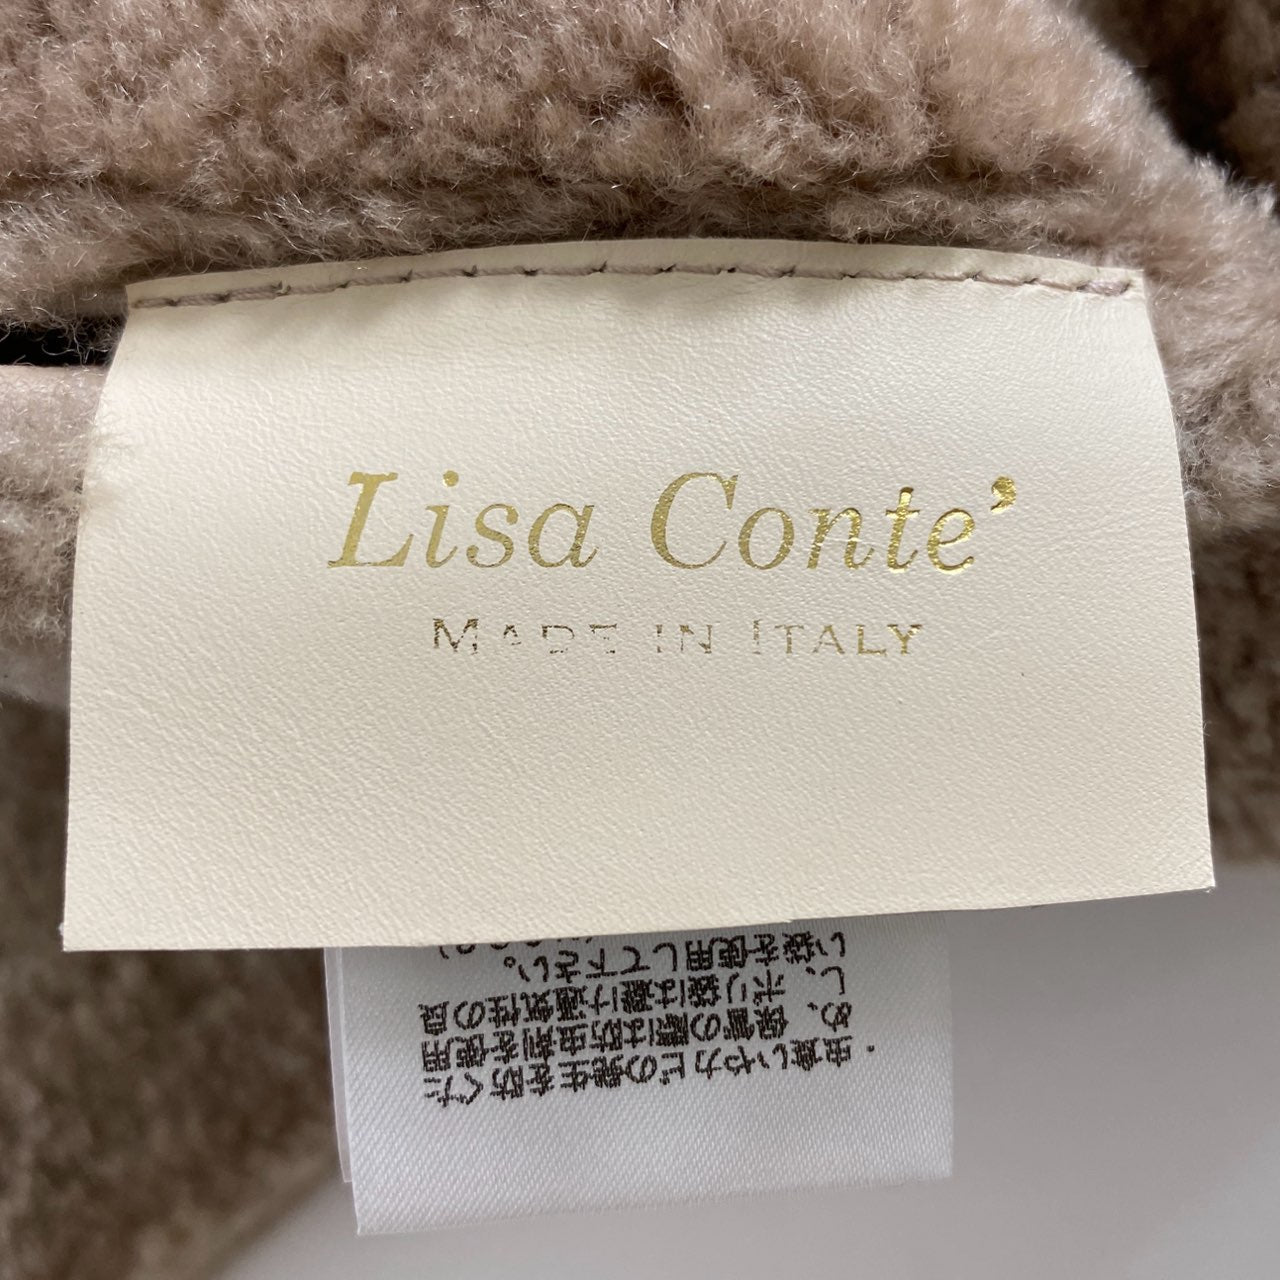 Lisa Conte'
MADE IN ITALY
・虫食いやカビの発生を防ぐた
め、保管の際は防虫剤を使用
し、ポリ袋は避け通気性の良
い袋を使用して下さい。